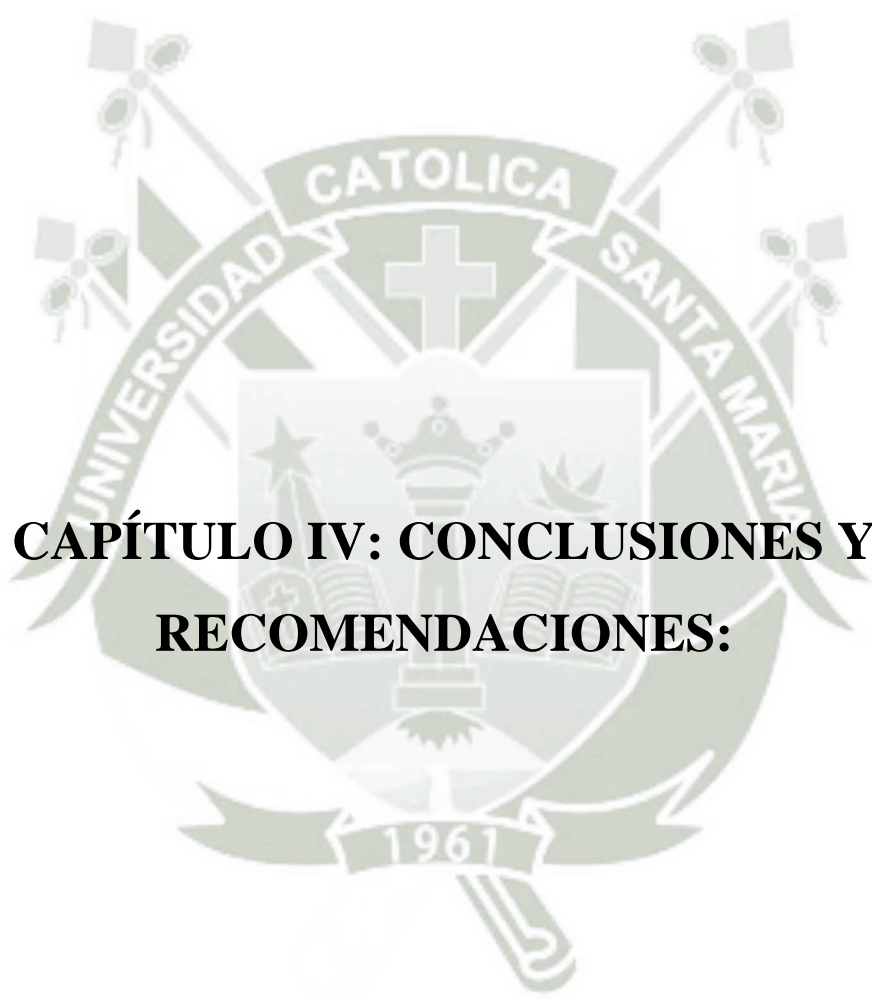 CATOLICA
UNIVERSIDAD
SANTA MARIA
CAPÍTULO IV: CONCLUSIONES Y
RECOMENDACIONES:
1961